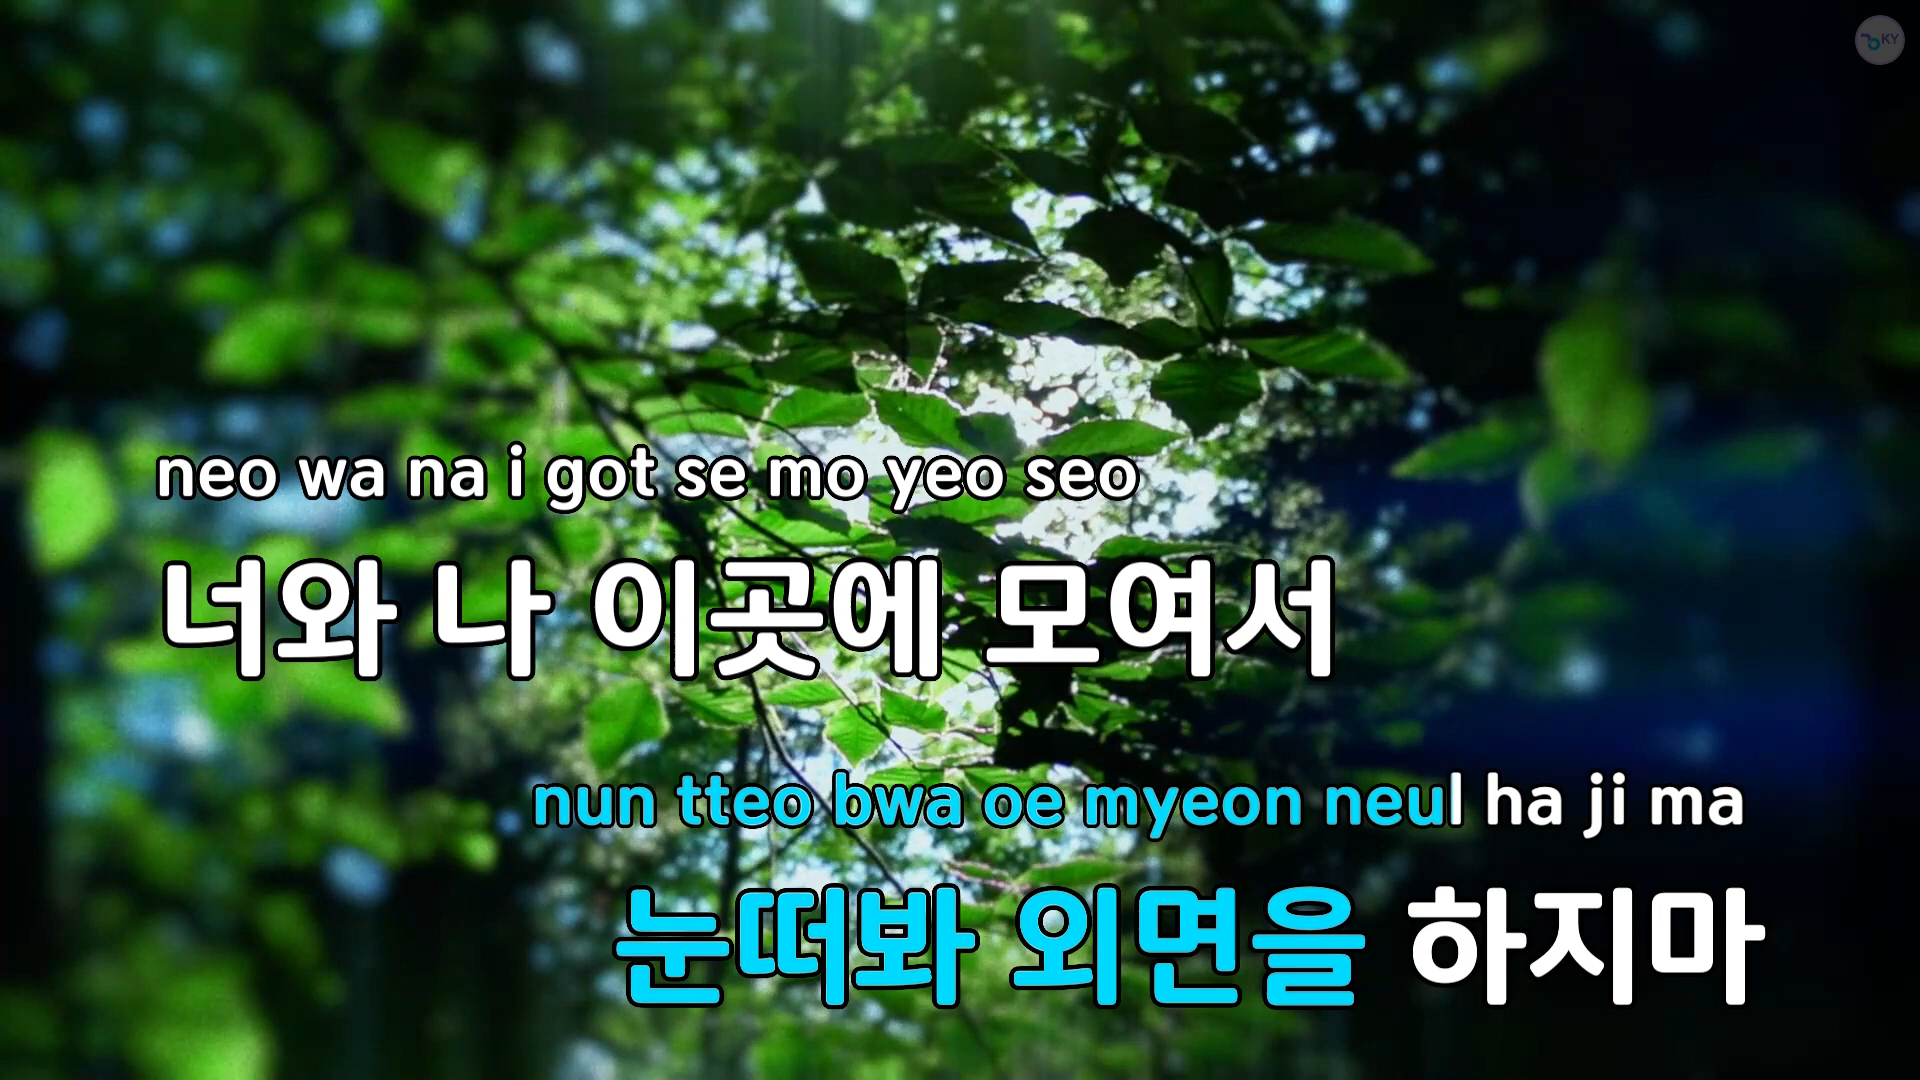 KY
neo wa na i got se mo yeo seo
너와 나 이곳에 모여서
nun tteo bwa oe myeon neul ha ji ma
눈떠봐 외면을 하지마